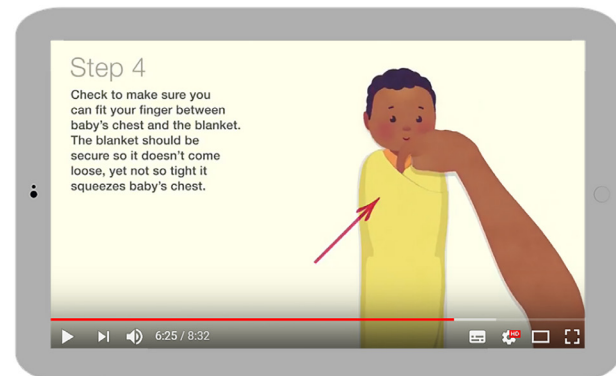 Step 4
Check to make sure you
can fit your finger between
baby's chest and the blanket.
The blanket should be
secure so it doesn't come
loose, yet not so tight it
squeezes baby's chest.
6:25 / 8:32
HD